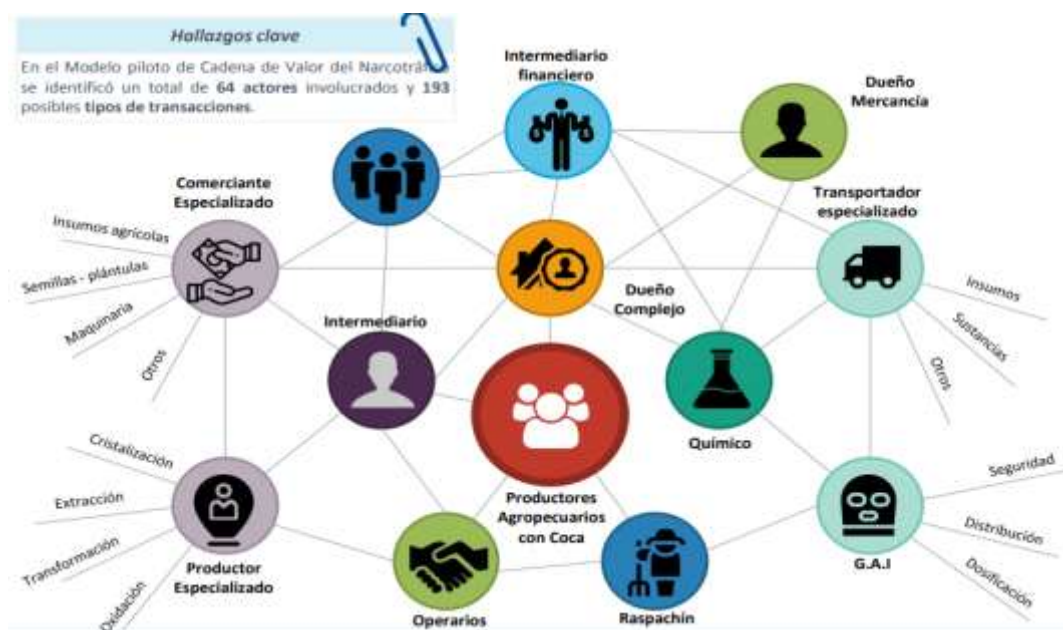 Hallazgos clave
En el Modelo piloto de Cadena de Valor del Narcotráfico
se identificó un total de 64 actores involucrados y 193
posibles tipos de transacciones.
Intermediario
financiero
Dueño
Mercancía
Comerciante
Especializado
Transportador
especializado
Insumos agrícolas
Semillas - plántulas
Maquinaria
Otros
Insumos
Sustancias
Otros
Dueño
Complejo
Intermediario
Químico
Cristalización
Extracción
Transformación
Oxidación
Productor
Especializado
Productores
Agropecuarios
con Coca
Seguridad
Distribución
Dosificación
G.A.I
Operarios
Raspachín